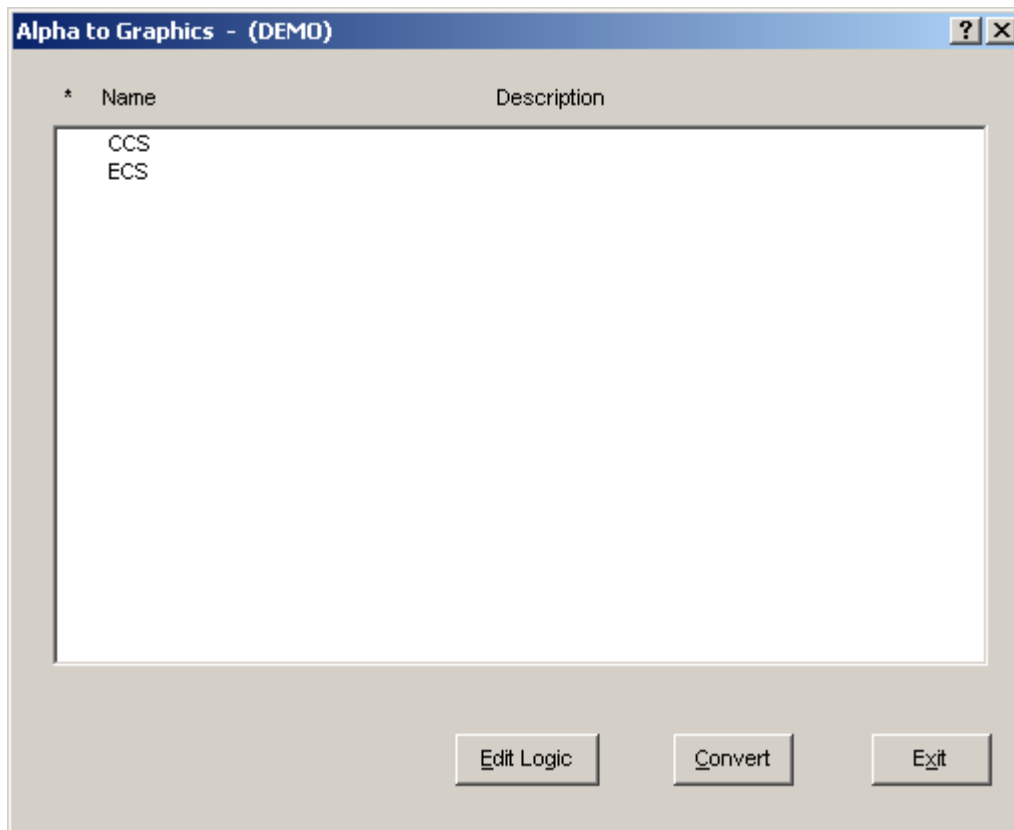 Alpha to Graphics - (DEMO)
* Name Description
CCS
ECS
Edit Logic Convert Exit